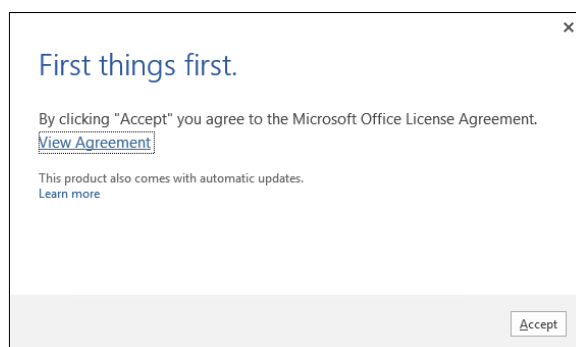 First things first.
By clicking "Accept" you agree to the Microsoft Office License Agreement.
View Agreement
This product also comes with automatic updates.
Learn more
Accept